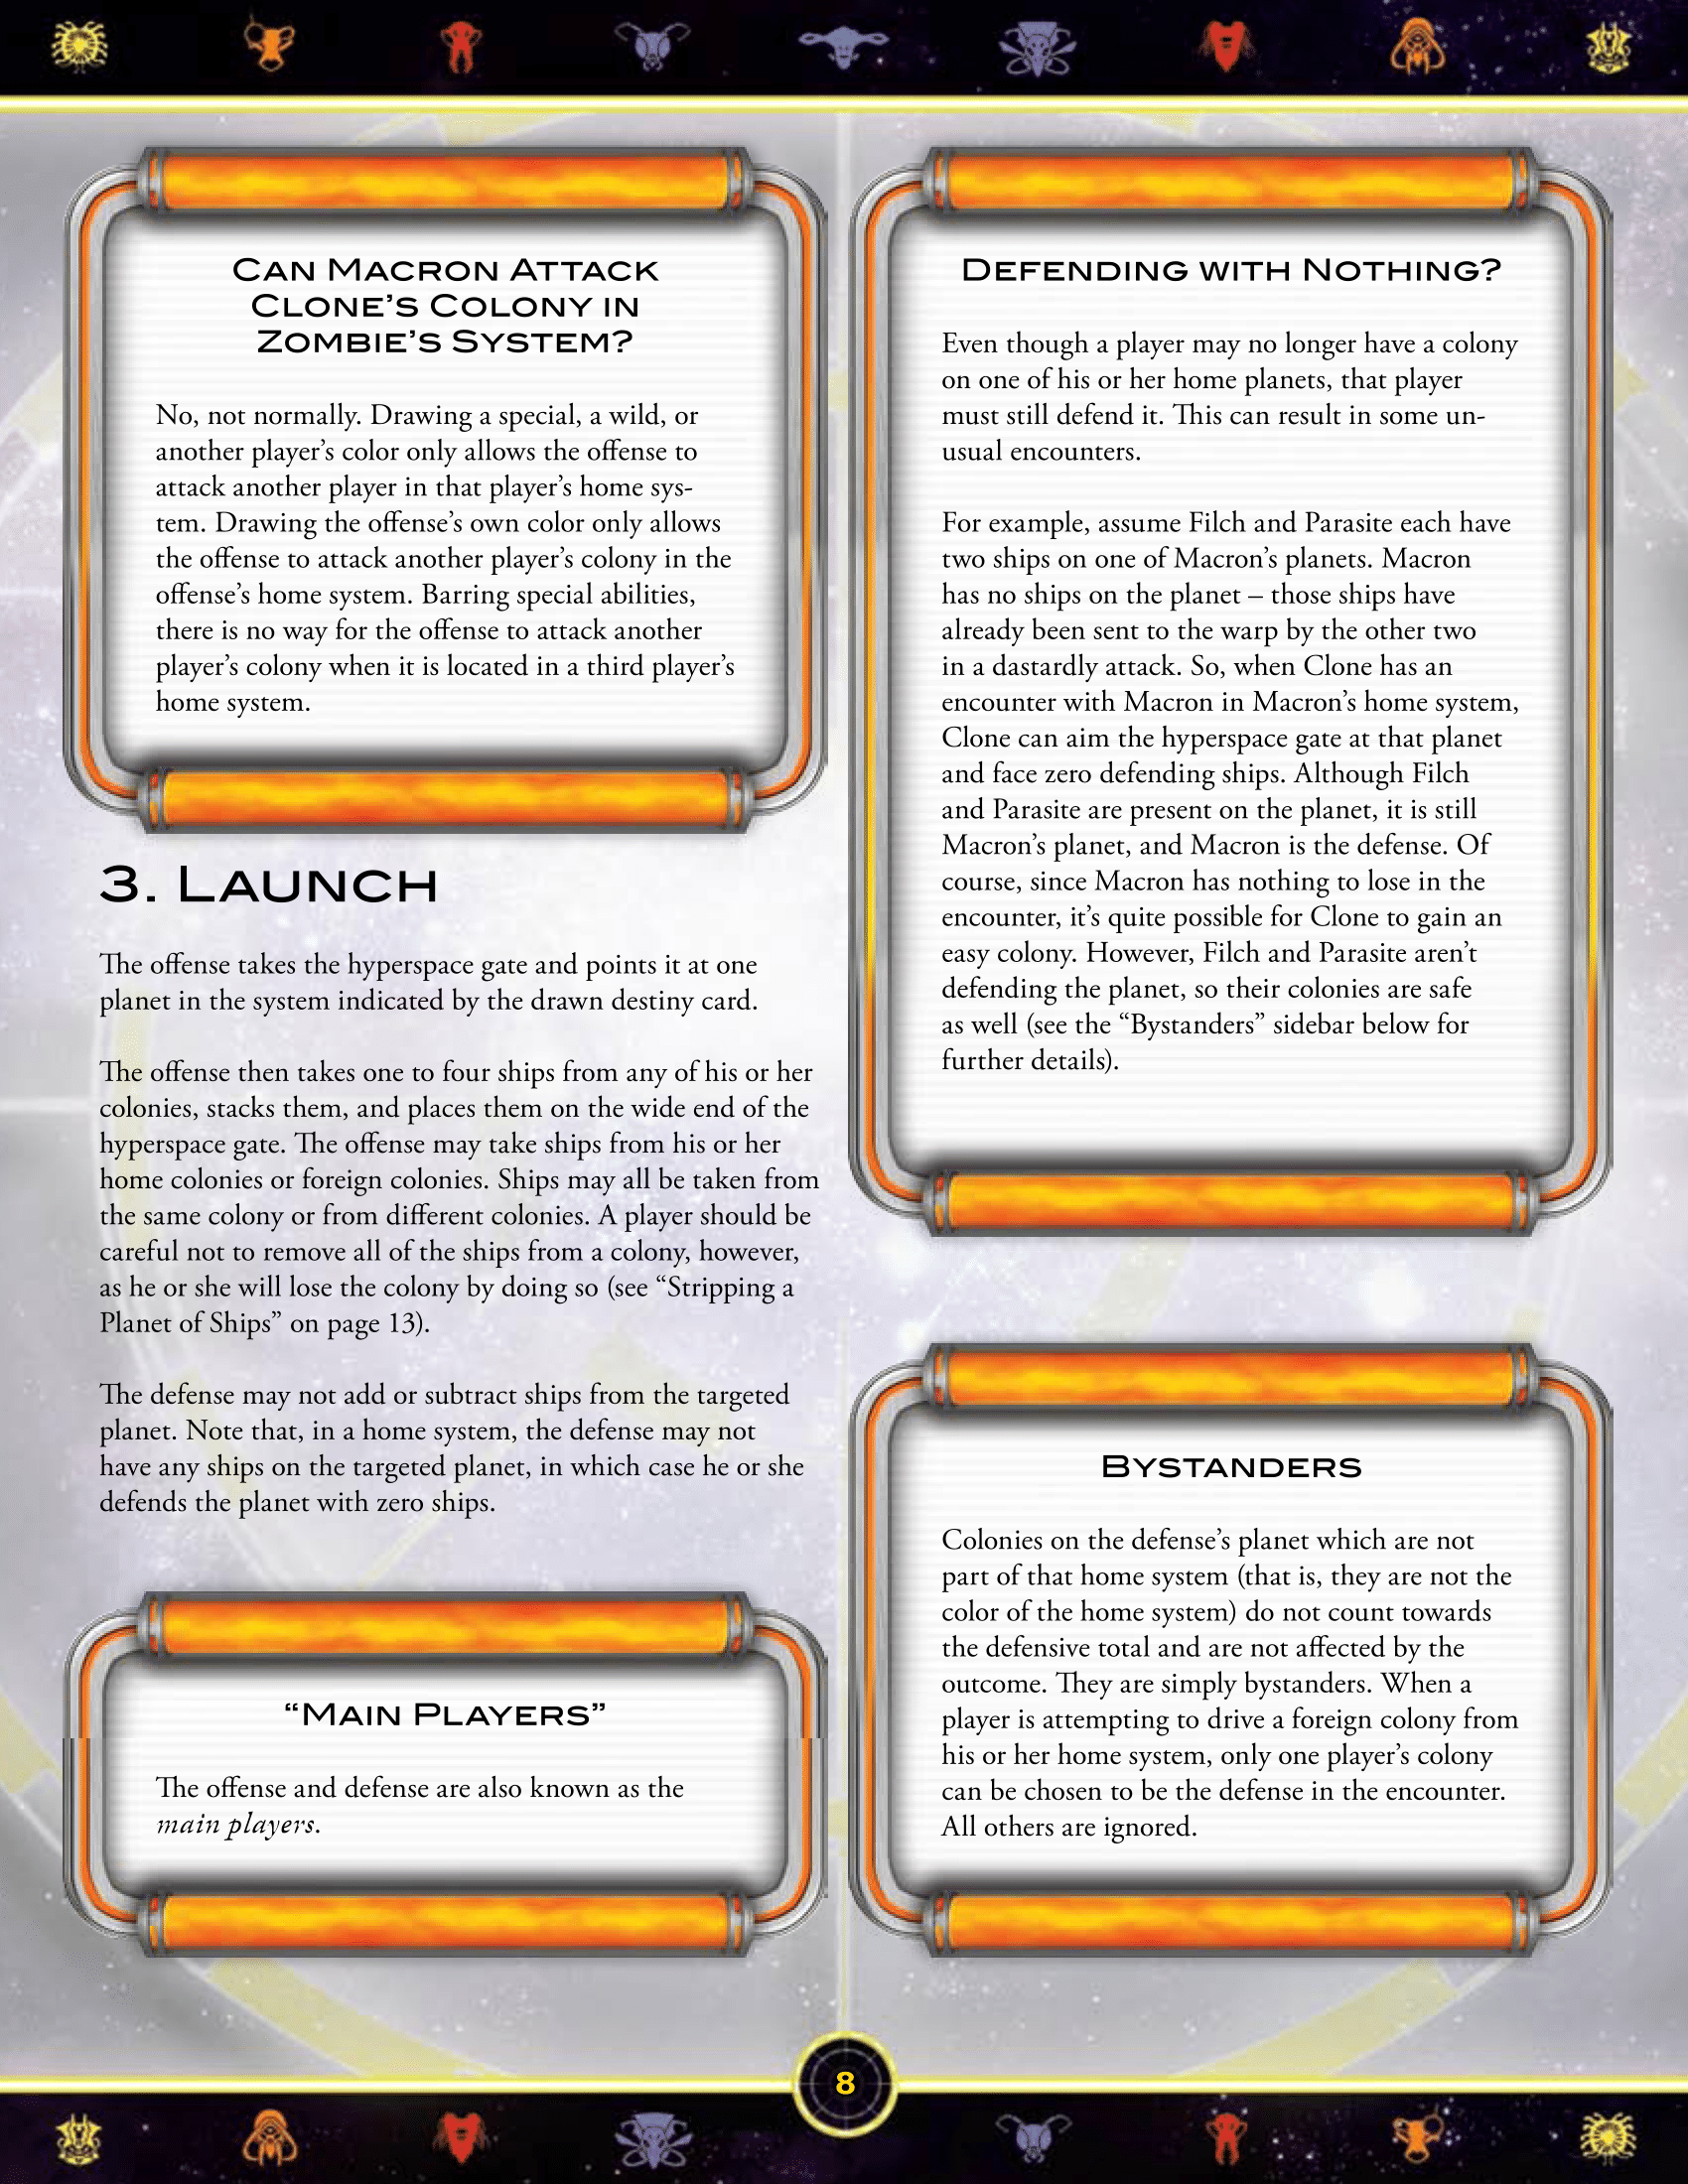 Can Macron Attack
Clone's Colony in
Zombie's System?
No, not normally. Drawing a special, a wild, or
another player's color only allows the offense to
attack another player in that player's home sys-
tem. Drawing the offense's own color only allows
the offense to attack another player's colony in the
offense's home system. Barring special abilities,
there is no way for the offense to attack another
player's colony when it is located in a third player's
home system.
3. Launch
The offense takes the hyperspace gate and points it at one
planet in the system indicated by the drawn destiny card.
The offense then takes one to four ships from any of his or her
colonies, stacks them, and places them on the wide end of the
hyperspace gate. The offense may take ships from his or her
home colonies or foreign colonies. Ships may all be taken from
the same colony or from different colonies. A player should be
careful not to remove all of the ships from a colony, however,
as he or she will lose the colony by doing so (see “Stripping a
Planet of Ships” on page 13).
The defense may not add or subtract ships from the targeted
planet. Note that, in a home system, the defense may not
have any ships on the targeted planet, in which case he or she
defends the planet with zero ships.
“Main Players”
The offense and defense are also known as the
main players.
Defending with Nothing?
Even though a player may no longer have a colony
on one of his or her home planets, that player
must still defend it. This can result in some un-
usual encounters.
For example, assume Filch and Parasite each have
two ships on one of Macron's planets. Macron
has no ships on the planet – those ships have
already been sent to the warp by the other two
in a dastardly attack. So, when Clone has an
encounter with Macron in Macron's home system,
Clone can aim the hyperspace gate at that planet
and face zero defending ships. Although Filch
and Parasite are present on the planet, it is still
Macron's planet, and Macron is the defense. Of
course, since Macron has nothing to lose in the
encounter, it's quite possible for Clone to gain an
easy colony. However, Filch and Parasite aren't
defending the planet, so their colonies are safe
as well (see the “Bystanders” sidebar below for
further details).
Bystanders
Colonies on the defense's planet which are not
part of that home system (that is, they are not the
color of the home system) do not count towards
the defensive total and are not affected by the
outcome. They are simply bystanders. When a
player is attempting to drive a foreign colony from
his or her home system, only one player's colony
can be chosen to be the defense in the encounter.
All others are ignored.
8